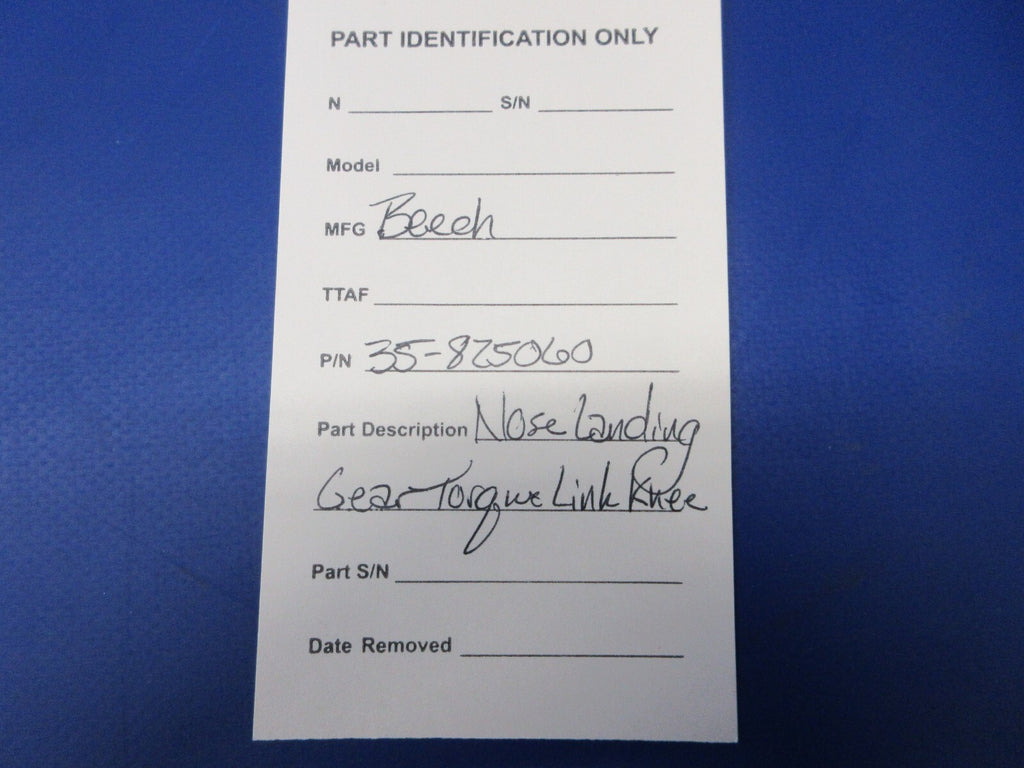 PART IDENTIFICATION ONLY
N S/N
Model
MFG Beech
TTAF
P/N 35-825060
Part Description Nose Landing
Gear Torque Link Knee
Part S/N
Date Removed